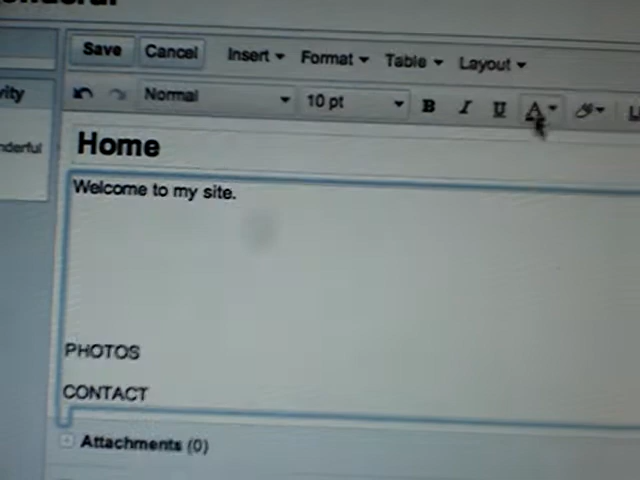 Save Cancel Insert Format Table Layout
Normal 10 pt B I U A
Home
Welcome to my site.
PHOTOS
CONTACT
Attachments (0)